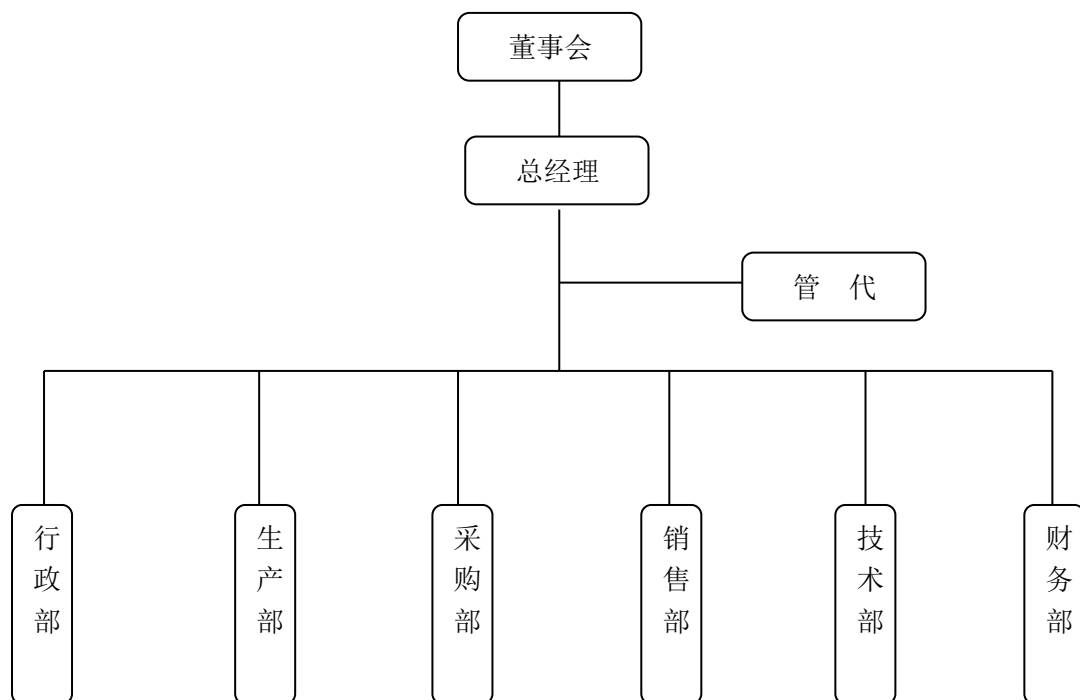 董事会
总经理
管 代
行政部
生产部
采购部
销售部
技术部
财务部